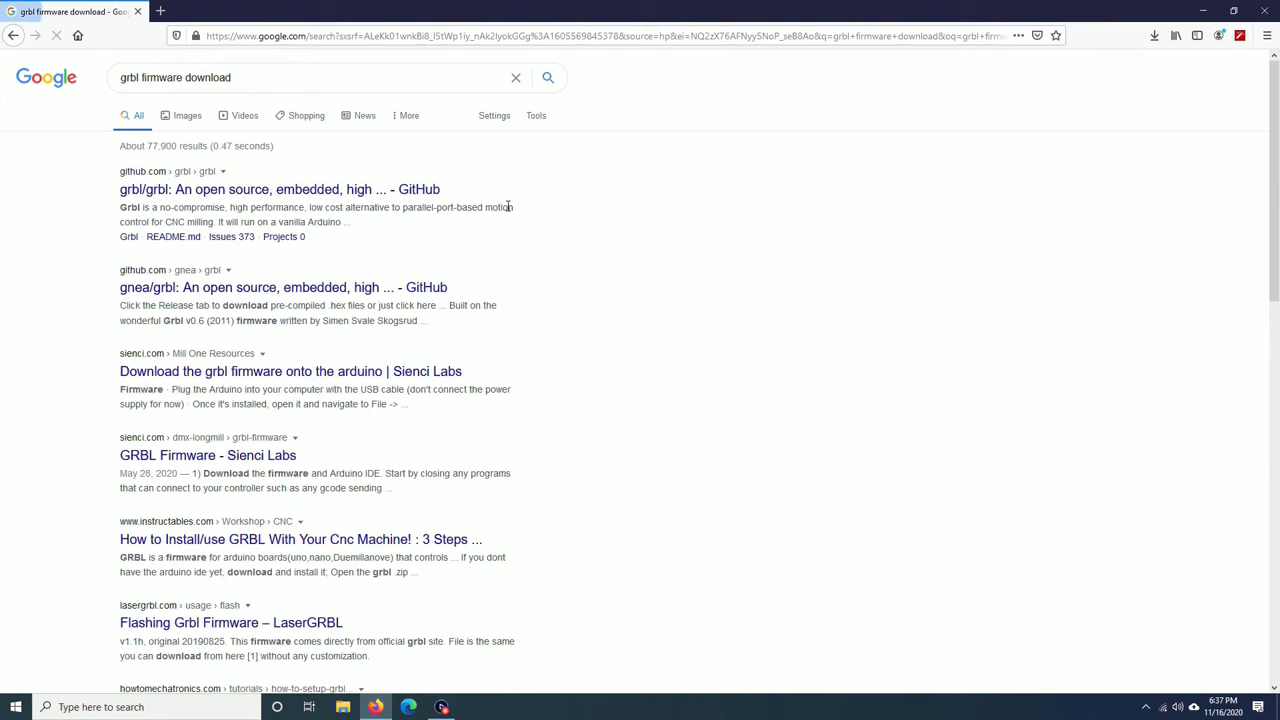 grbl firmware download - Goo
https://www.google.com/search?sxsrf=ALeKk01wnkBi8_l5tWp1iy_nAk2lyokGGg%3A1605569845378&source=hp&ei=NQ2zX76AFNyy5NoP_seB8Ao&q=grbl+firmware+download&oq=grbl+firmw
Google
grbl firmware download
All
Images
Videos
Shopping
News
More
Settings
Tools
About 77,900 results (0.47 seconds)
github.com › grbl › grbl
grbl/grbl: An open source, embedded, high ... - GitHub
Grbl is a no-compromise, high performance, low cost alternative to parallel-port-based motion
control for CNC milling. It will run on a vanilla Arduino ...
Grbl · README.md · Issues 373 · Projects 0
github.com › gnea › grbl
gnea/grbl: An open source, embedded, high ... - GitHub
Click the Release tab to download pre-compiled .hex files or just click here ... Built on the
wonderful Grbl v0.6 (2011) firmware written by Simen Svale Skogsrud ...
sienci.com › Mill One Resources
Download the grbl firmware onto the arduino | Sienci Labs
Firmware · Plug the Arduino into your computer with the USB cable (don't connect the power
supply for now) · Once it's installed, open it and navigate to File -> ...
sienci.com › dmx-longmill › grbl-firmware
GRBL Firmware - Sienci Labs
May 28, 2020 — 1) Download the firmware and Arduino IDE. Start by closing any programs
that can connect to your controller such as any gcode sending ...
www.instructables.com › Workshop › CNC
How to Install/use GRBL With Your Cnc Machine! : 3 Steps ...
GRBL is a firmware for arduino boards(uno,nano,Duemillanove) that controls ... If you dont
have the arduino ide yet, download and install it; Open the grbl .zip ...
lasergrbl.com › usage › flash
Flashing Grbl Firmware – LaserGRBL
v1.1h, original 20190825. This firmware comes directly from official grbl site. File is the same
you can download from here [1] without any customization.
howtomechatronics.com › tutorials › how-to-setup-grbl...
Type here to search
6:37 PM
11/16/2020